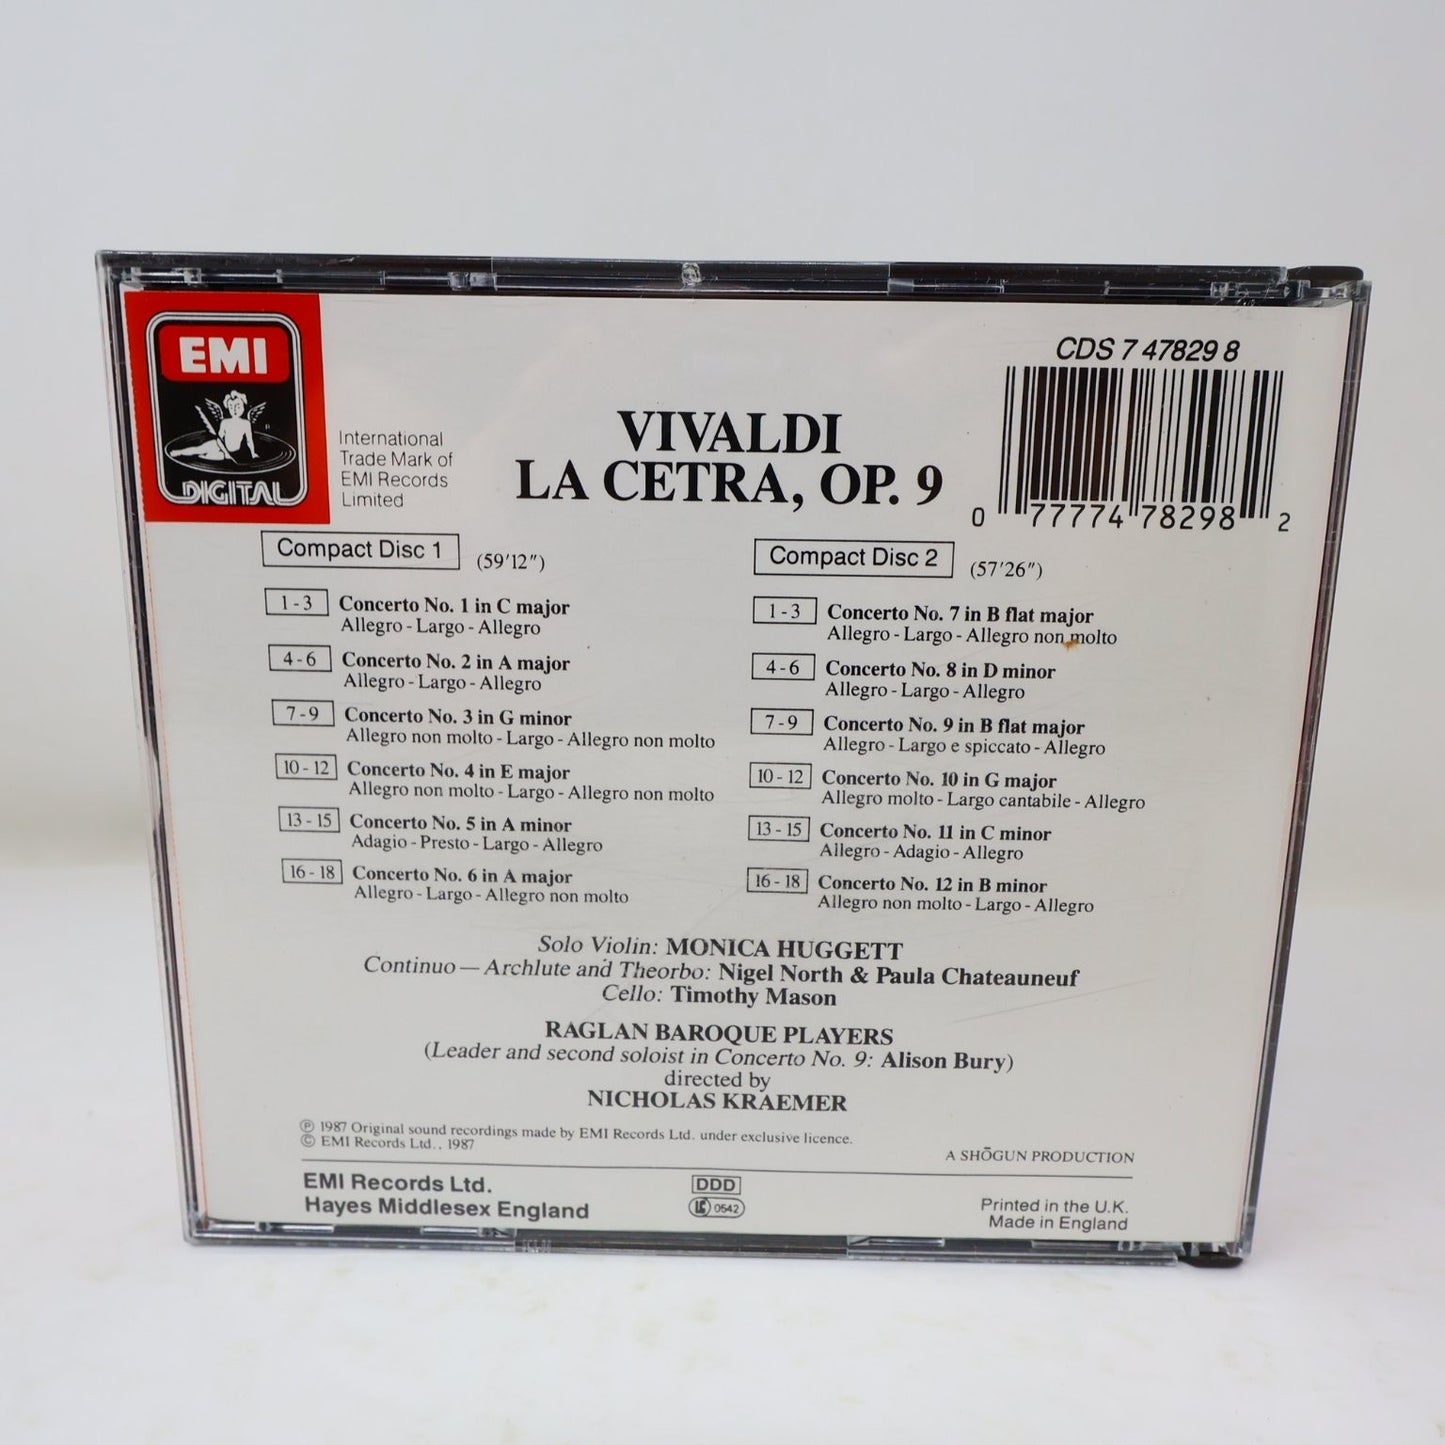 EMI
DIGITAL
International
Trade Mark of
EMI Records
Limited
VIVALDI
LA CETRA, OP. 9
CDS 7 47829 8
0 77774 78298 2
Compact Disc 1 (59'12")
1 - 3 Concerto No. 1 in C major
Allegro - Largo - Allegro
4 - 6 Concerto No. 2 in A major
Allegro - Largo - Allegro
7 - 9 Concerto No. 3 in G minor
Allegro non molto - Largo - Allegro non molto
10 - 12 Concerto No. 4 in E major
Allegro non molto - Largo - Allegro non molto
13 - 15 Concerto No. 5 in A minor
Adagio - Presto - Largo - Allegro
16 - 18 Concerto No. 6 in A major
Allegro - Largo - Allegro non molto
Compact Disc 2 (57'26")
1 - 3 Concerto No. 7 in B flat major
Allegro - Largo - Allegro non molto
4 - 6 Concerto No. 8 in D minor
Allegro - Largo - Allegro
7 - 9 Concerto No. 9 in B flat major
Allegro - Largo e spiccato - Allegro
10 - 12 Concerto No. 10 in G major
Allegro molto - Largo cantabile - Allegro
13 - 15 Concerto No. 11 in C minor
Allegro - Adagio - Allegro
16 - 18 Concerto No. 12 in B minor
Allegro non molto - Largo - Allegro
Solo Violin: MONICA HUGGETT
Continuo — Archlute and Theorbo: Nigel North & Paula Chateauneuf
Cello: Timothy Mason
RAGLAN BAROQUE PLAYERS
(Leader and second soloist in Concerto No. 9: Alison Bury)
directed by
NICHOLAS KRAEMER
℗ 1987 Original sound recordings made by EMI Records Ltd. under exclusive licence.
© EMI Records Ltd., 1987
A SHŌGUN PRODUCTION
EMI Records Ltd.
Hayes Middlesex England
DDD
LC 0542
Printed in the U.K.
Made in England